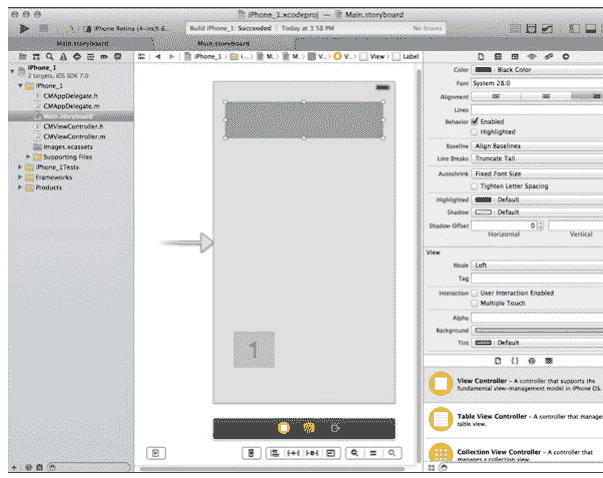 iPhone_1.xcodeproj — Main.storyboard
iPhone Retina (4-inch) 6...
Build iPhone_1: Succeeded | Today at 3:58 PM
No Issues
Main.storyboard
Main.storyboard
iPhone_1
i...
M...
M...
V...
V...
View
Label
iPhone_1
2 targets, iOS SDK 7.0
iPhone_1
CMAppDelegate.h
CMAppDelegate.m
Main.storyboard
CMViewController.h
CMViewController.m
Images.xcassets
Supporting Files
iPhone_1Tests
Frameworks
Products
1
Color
Black Color
Font
System 28.0
Alignment
Lines
Behavior
Enabled
Highlighted
Baseline
Align Baselines
Line Breaks
Truncate Tail
Autoshrink
Fixed Font Size
Tighten Letter Spacing
Highlighted
Default
Shadow
Default
Shadow Offset
0
Horizontal
Vertical
View
Mode
Left
Tag
Interaction
User Interaction Enabled
Multiple Touch
Alpha
Background
Tint
Default
View Controller – A controller that supports the
fundamental view-management model in iPhone OS.
Table View Controller – A controller that manages
table view.
Collection View Controller – A controller that
manages a collection view.